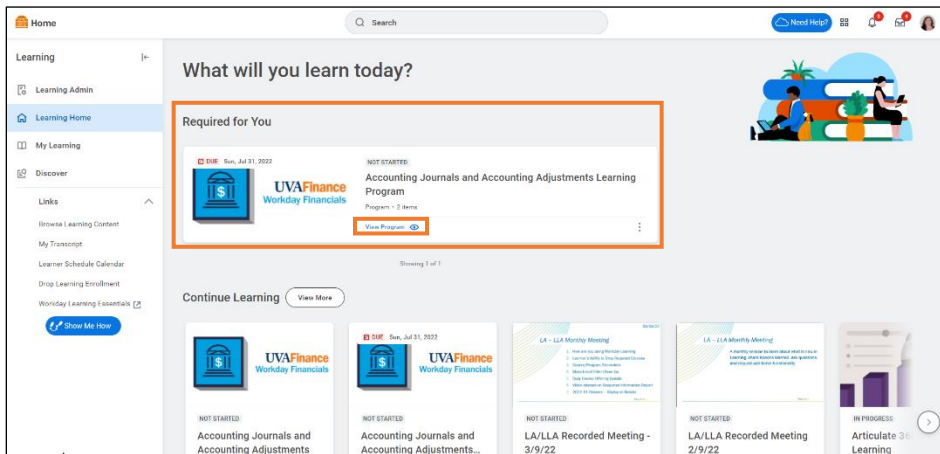 Home
Search
Need Help?
Learning
Learning Admin
Learning Home
My Learning
Discover
Links
Browse Learning Content
My Transcript
Learner Schedule Calendar
Drop Learning Enrollment
Workday Learning Essentials
Show Me How
What will you learn today?
Required for You
DUE Sun, Jul 31, 2022
UVAFinance
Workday Financials
NOT STARTED
Accounting Journals and Accounting Adjustments Learning
Program
Program • 2 items
View Program
Showing 1 of 1
Continue Learning
View More
UVAFinance
Workday Financials
NOT STARTED
Accounting Journals and
Accounting Adjustments
DUE Sun, Jul 31, 2022
UVAFinance
Workday Financials
NOT STARTED
Accounting Journals and
Accounting Adjustments...
LA – LLA Monthly Meeting
NOT STARTED
LA/LLA Recorded Meeting -
3/9/22
LA – LLA Monthly Meeting
NOT STARTED
LA/LLA Recorded Meeting
2/9/22
IN PROGRESS
Articulate 36
Learning